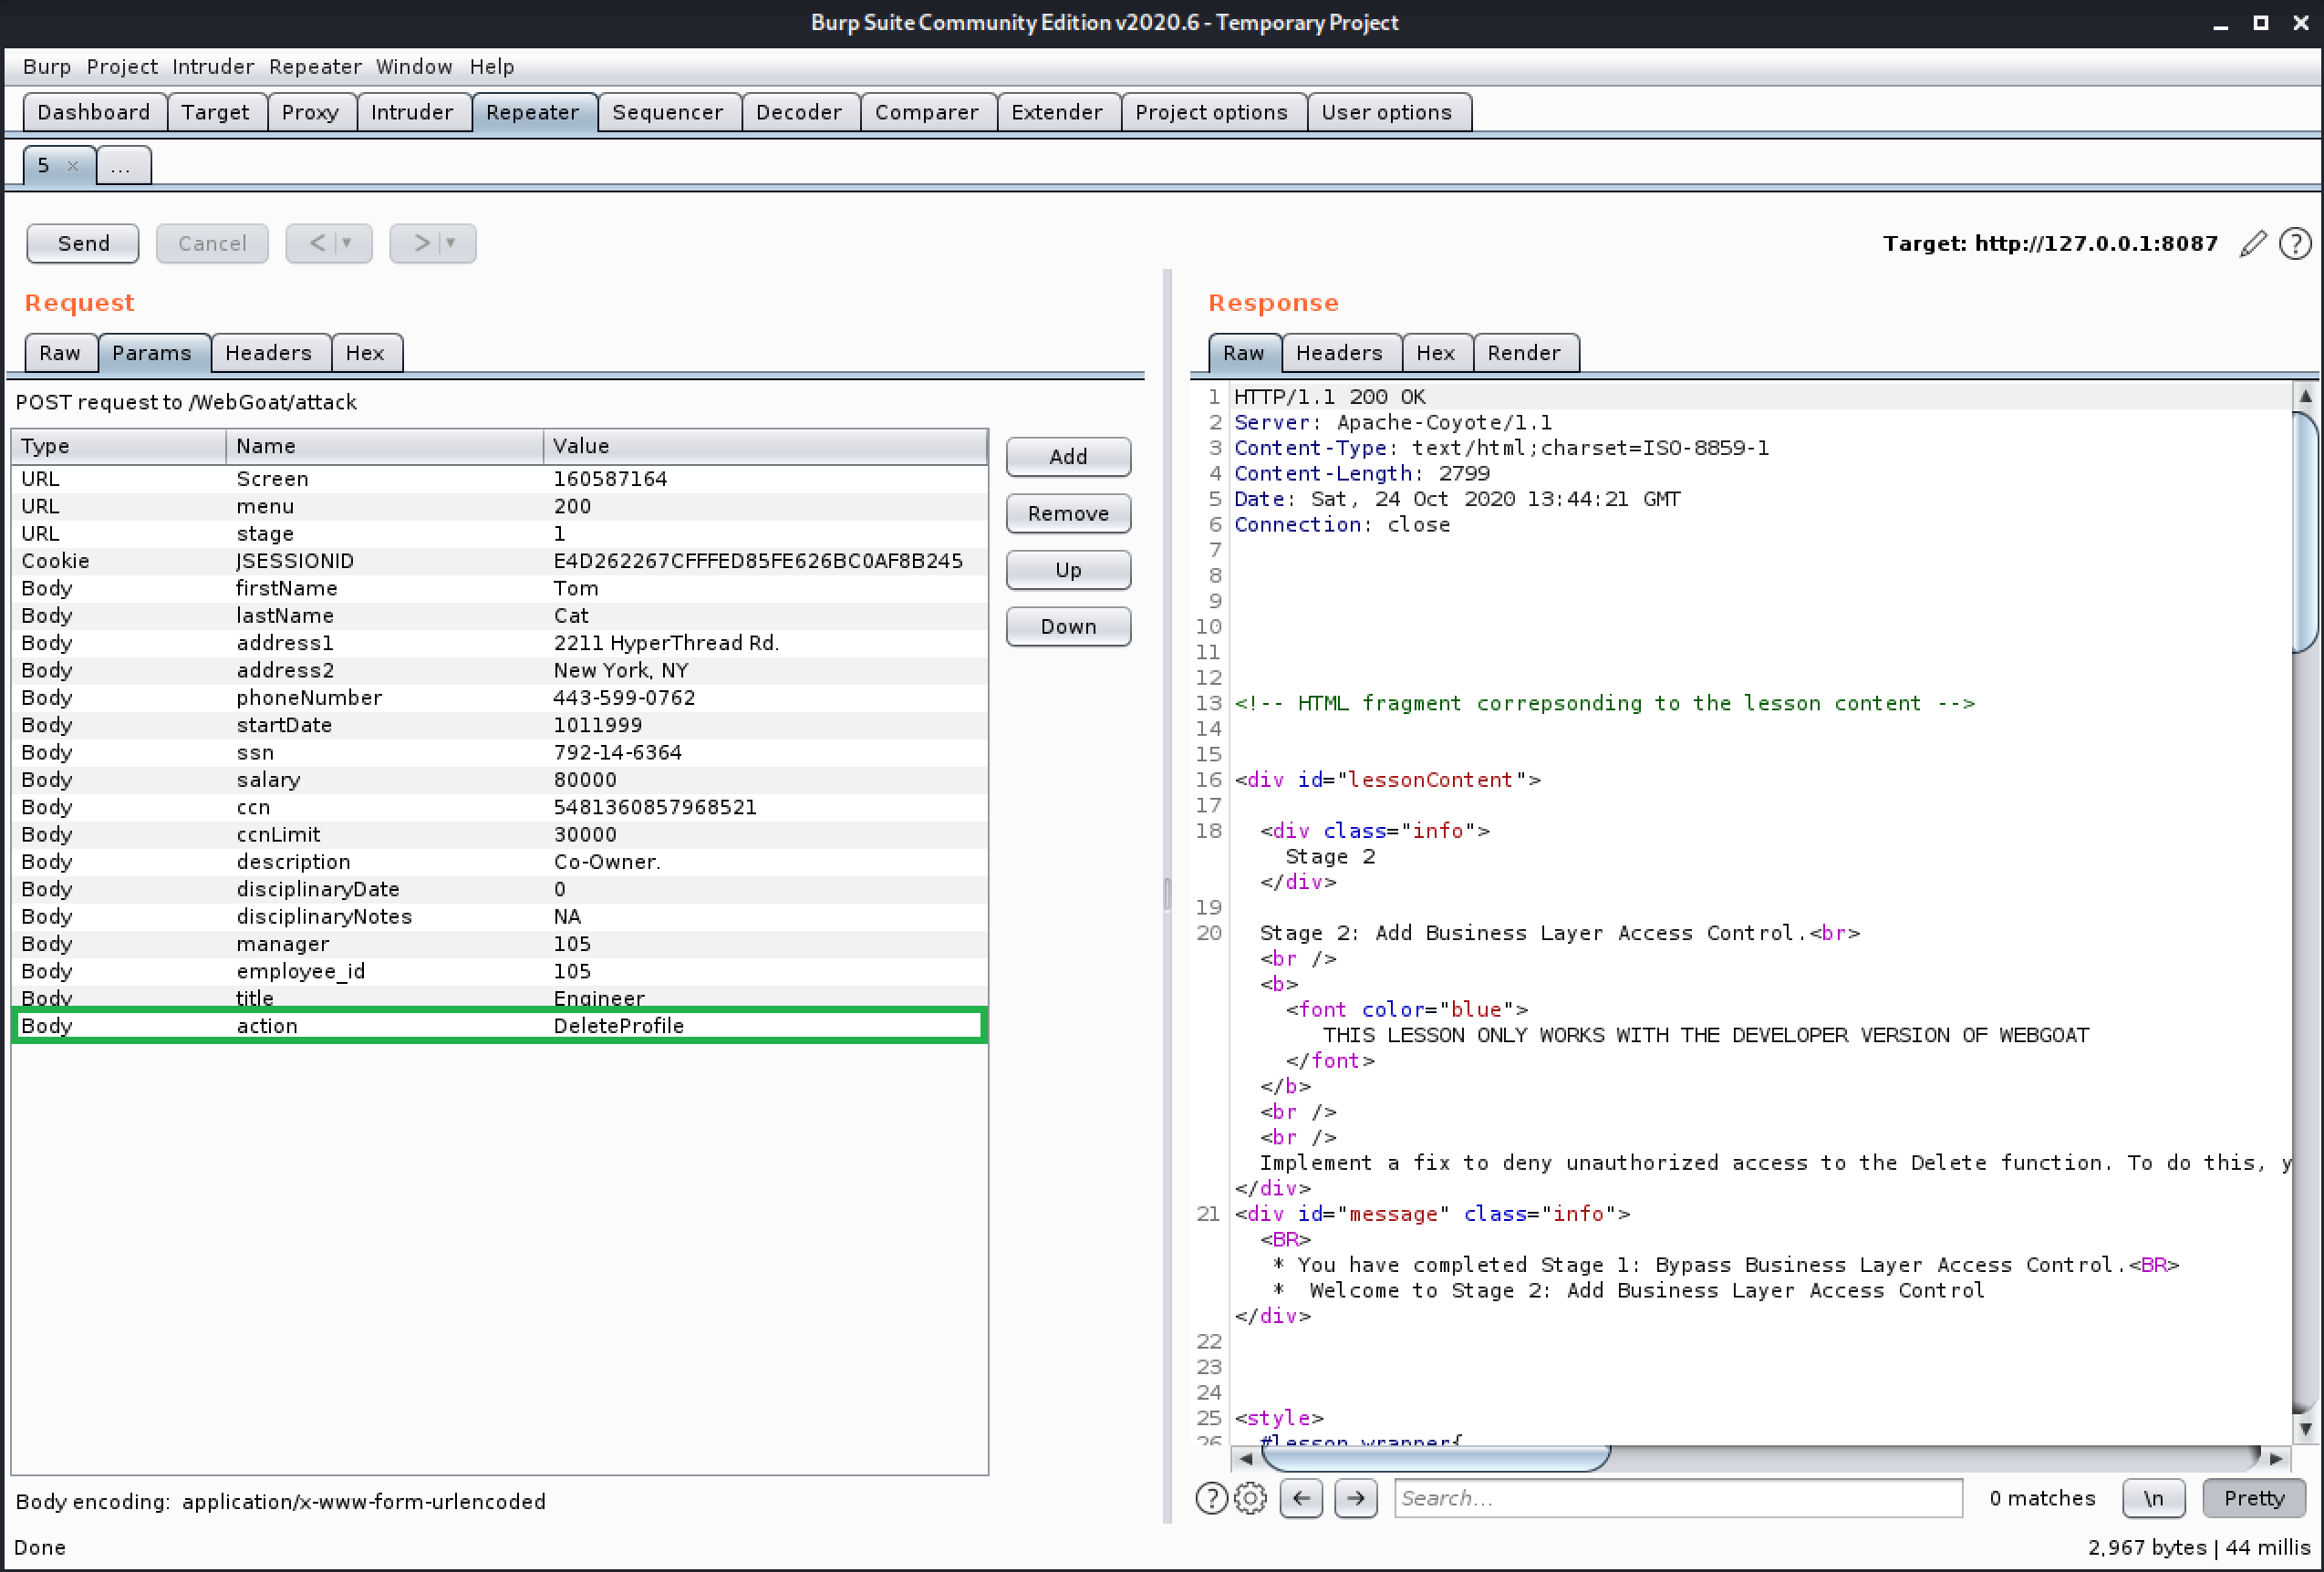 Burp Suite Community Edition v2020.6 - Temporary Project
Burp Project Intruder Repeater Window Help
Dashboard Target Proxy Intruder Repeater Sequencer Decoder Comparer Extender Project options User options
5 × ...
Send Cancel < > Target: http://127.0.0.1:8087 ?
Request
Raw Params Headers Hex
POST request to /WebGoat/attack
Type Name Value
URL Screen 160587164
URL menu 200
URL stage 1
Cookie JSESSIONID E4D262267CFFFED85FE626BC0AF8B245
Body firstName Tom
Body lastName Cat
Body address1 2211 HyperThread Rd.
Body address2 New York, NY
Body phoneNumber 443-599-0762
Body startDate 1011999
Body ssn 792-14-6364
Body salary 80000
Body ccn 5481360857968521
Body ccnLimit 30000
Body description Co-Owner.
Body disciplinaryDate 0
Body disciplinaryNotes NA
Body manager 105
Body employee_id 105
Body title Engineer
Body action DeleteProfile
Add
Remove
Up
Down
Body encoding: application/x-www-form-urlencoded
Done
Response
Raw Headers Hex Render
1 HTTP/1.1 200 OK
2 Server: Apache-Coyote/1.1
3 Content-Type: text/html;charset=ISO-8859-1
4 Content-Length: 2799
5 Date: Sat, 24 Oct 2020 13:44:21 GMT
6 Connection: close
7
8
9
10
11
12
13 <!-- HTML fragment correpsonding to the lesson content -->
14
15
16 <div id="lessonContent">
17
18 <div class="info">
Stage 2
</div>
19
20 Stage 2: Add Business Layer Access Control.<br>
<br />
<b>
<font color="blue">
THIS LESSON ONLY WORKS WITH THE DEVELOPER VERSION OF WEBGOAT
</font>
</b>
<br />
<br />
Implement a fix to deny unauthorized access to the Delete function. To do this, y
</div>
21 <div id="message" class="info">
<BR>
* You have completed Stage 1: Bypass Business Layer Access Control.<BR>
* Welcome to Stage 2: Add Business Layer Access Control
</div>
22
23
24
25 <style>
26 #lesson_wrapper{
? Search... 0 matches \n Pretty
2,967 bytes | 44 millis